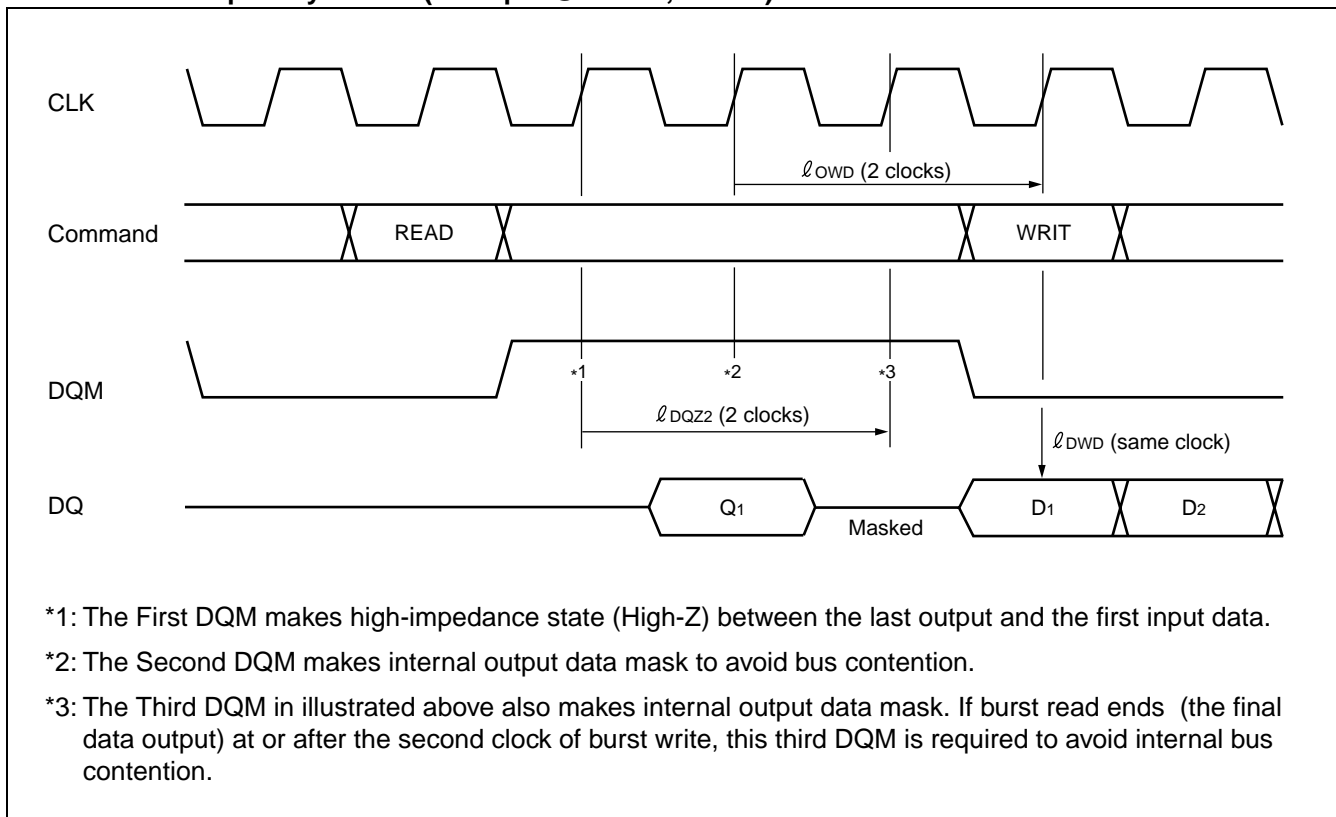 CLK
ℓOWD (2 clocks)
Command
READ
WRIT
*1
*2
*3
DQM
ℓDQZ2 (2 clocks)
ℓDWD (same clock)
DQ
Q1
D1
D2
Masked
*1: The First DQM makes high-impedance state (High-Z) between the last output and the first input data.
*2: The Second DQM makes internal output data mask to avoid bus contention.
*3: The Third DQM in illustrated above also makes internal output data mask. If burst read ends (the final
data output) at or after the second clock of burst write, this third DQM is required to avoid internal bus
contention.